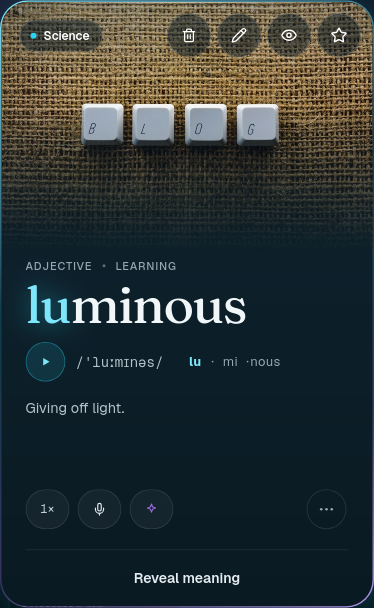 Science
B L O G
ADJECTIVE • LEARNING
luminous
/ˈluːmɪnəs/ lu · mi ·nous
Giving off light.
1×
Reveal meaning